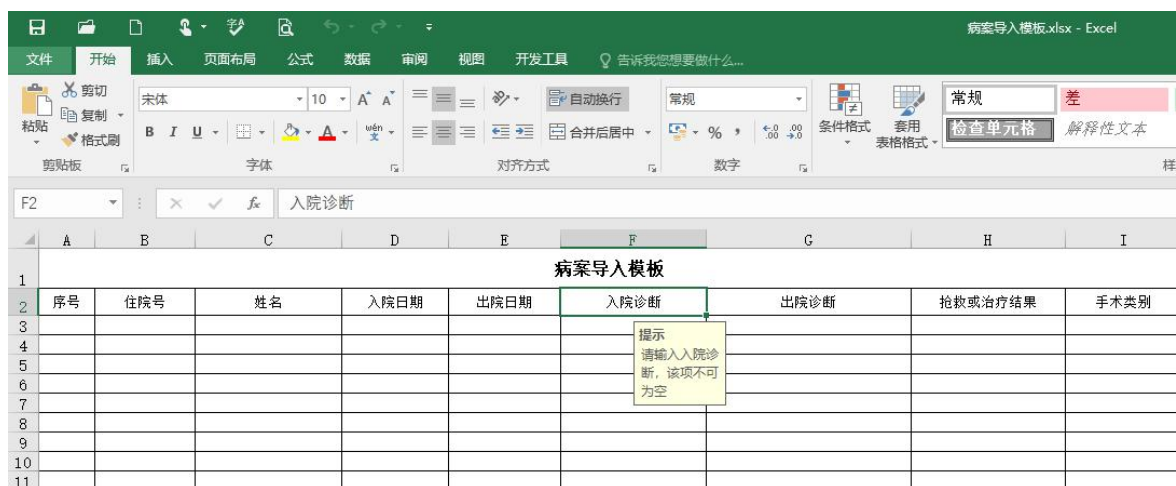 病案导入模板.xlsx - Excel
文件 开始 插入 页面布局 公式 数据 审阅 视图 开发工具 告诉我您想要做什么...
剪切
复制
格式刷
粘贴
剪贴板
宋体 10 A A
B I U A wén 变
字体
自动换行
合并后居中
对齐方式
常规
% , .00 .0
数字
条件格式
套用
表格格式
常规 差
检查单元格 解释性文本
样
F2 fx 入院诊断
A B C D E F G H I
1 病案导入模板
2 序号 住院号 姓名 入院日期 出院日期 入院诊断 出院诊断 抢救或治疗结果 手术类别
提示
请输入入院诊
断，该项不可
为空
3
4
5
6
7
8
9
10
11